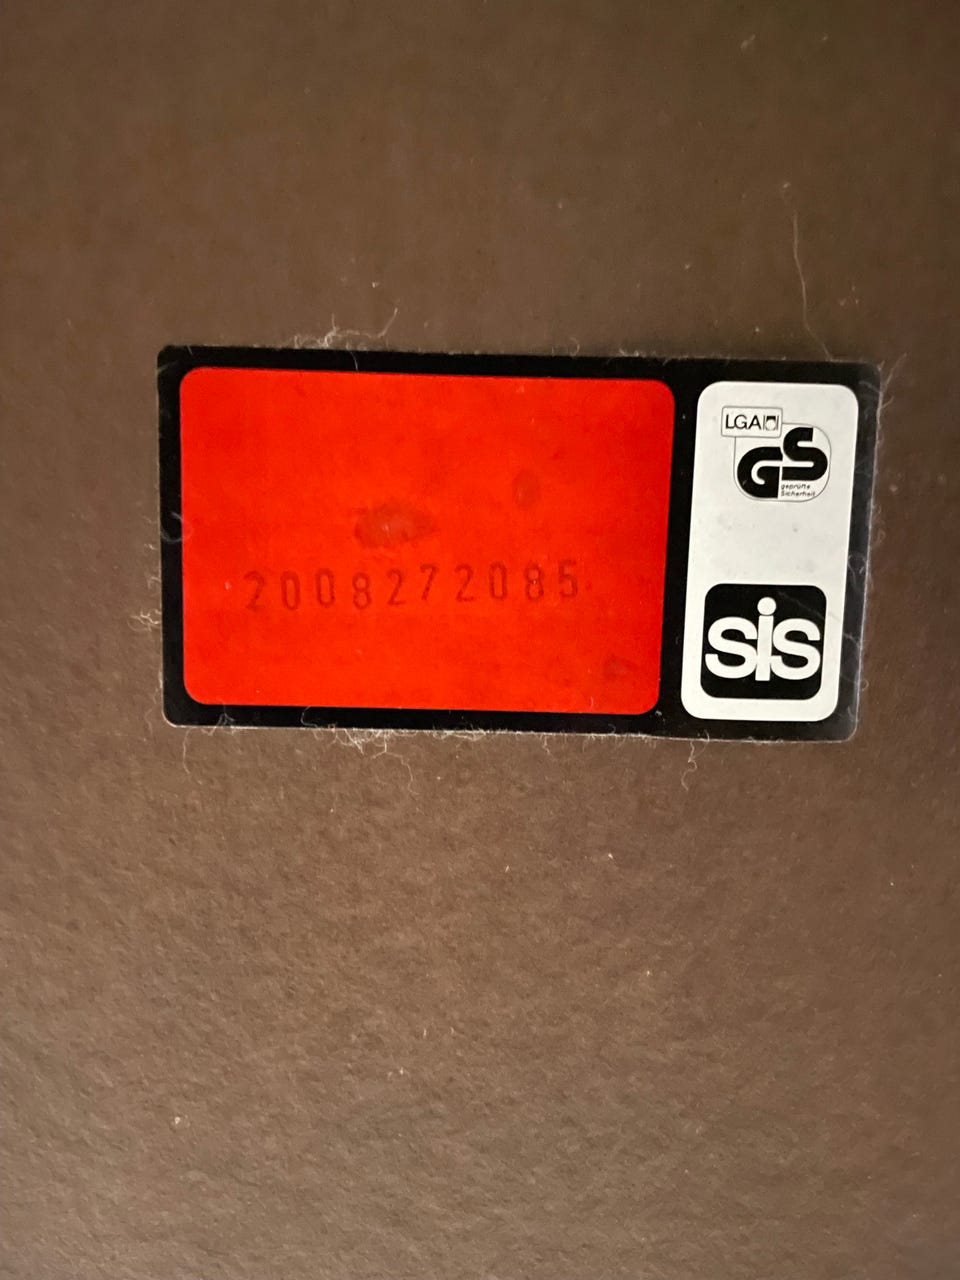 2008272085
LGA
GS
geprüfte
Sicherheit
sis